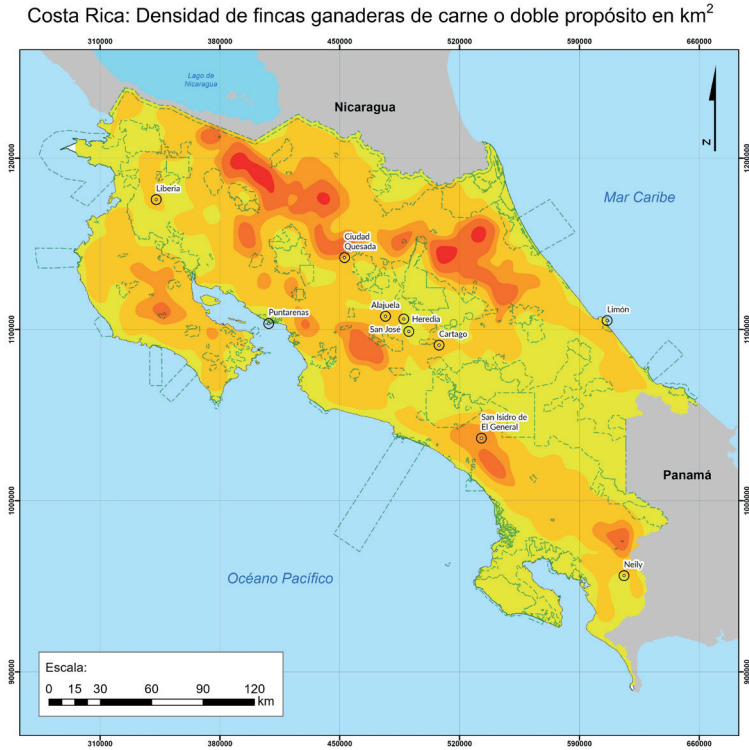 Costa Rica: Densidad de fincas ganaderas de carne o doble propósito en km²
310000 380000 450000 520000 590000 660000
Lago de
Nicaragua
Nicaragua
N
1200000
1200000
Mar Caribe
Liberia
Ciudad
Quesada
Puntarenas
Alajuela
Heredia
San José
Cartago
Limón
1100000
1100000
San Isidro de
El General
Panamá
1000000
1000000
Neily
Océano Pacífico
Escala:
0 15 30 60 90 120
km
900000
900000
310000 380000 450000 520000 590000 660000